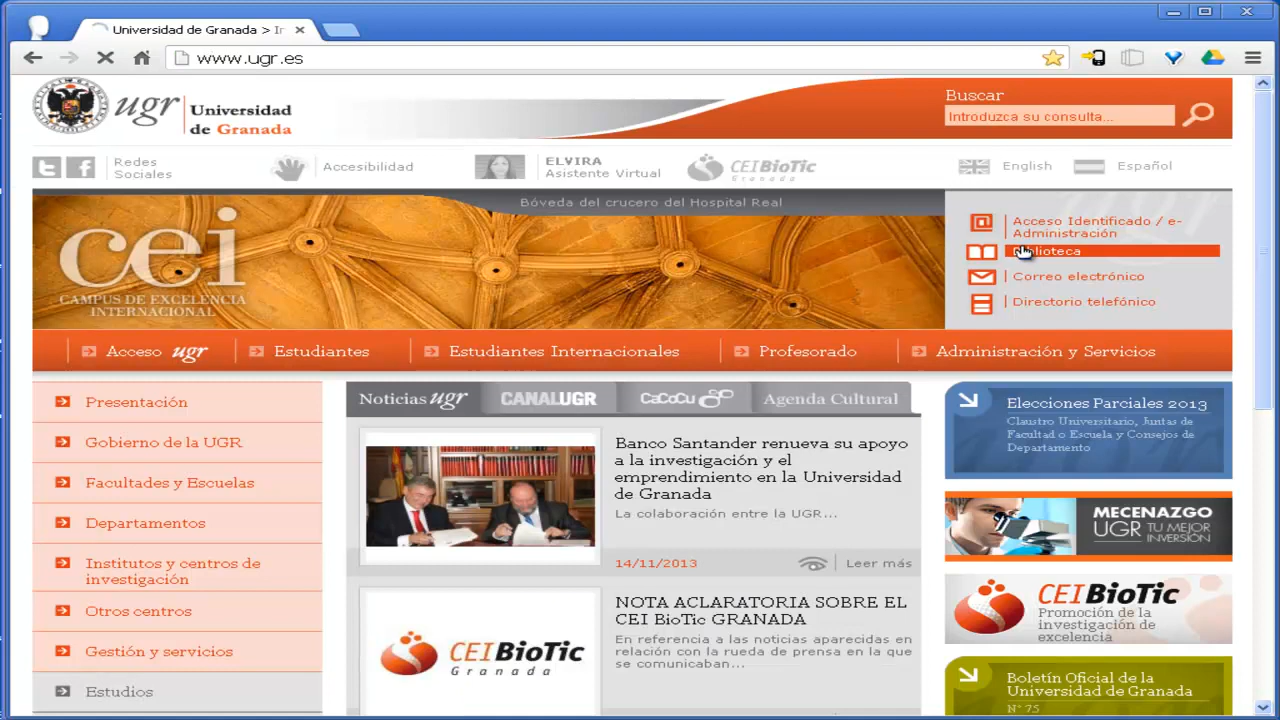 Universidad de Granada > In
www.ugr.es
ugr Universidad
de Granada
Buscar
Introduzca su consulta...
Redes
Sociales
Accesibilidad
ELVIRA
Asistente Virtual
CEIBioTic
Granada
English
Español
Bóveda del crucero del Hospital Real
cei
CAMPUS DE EXCELENCIA
INTERNACIONAL
Acceso Identificado / e-
Administración
Biblioteca
Correo electrónico
Directorio telefónico
Acceso ugr
Estudiantes
Estudiantes Internacionales
Profesorado
Administración y Servicios
Presentación
Gobierno de la UGR
Facultades y Escuelas
Departamentos
Institutos y centros de
investigación
Otros centros
Gestión y servicios
Estudios
Noticias ugr
CANALUGR
CaCoCu
Agenda Cultural
Banco Santander renueva su apoyo
a la investigación y el
emprendimiento en la Universidad
de Granada
La colaboración entre la UGR...
14/11/2013
Leer más
CEIBioTic
Granada
NOTA ACLARATORIA SOBRE EL
CEI BioTic GRANADA
En referencia a las noticias aparecidas en
relación con la rueda de prensa en la que
se comunicaban...
Elecciones Parciales 2013
Claustro Universitario, Juntas de
Facultad o Escuela y Consejos de
Departamento
MECENAZGO
UGR TU MEJOR
INVERSIÓN
CEIBioTic
Promoción de la
investigación de
excelencia
Boletín Oficial de la
Universidad de Granada
Nº 75